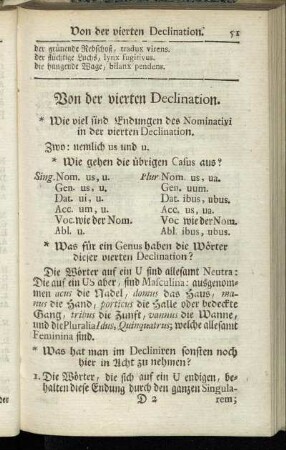 Von der vierten Declination. 51
der grünende Rebschoß, tradux virens.
der flüchtige Luchs, lynx fugitivus.
die hangende Wage, bilanx pendens.
Von der vierten Declination.
* Wie viel sind Endungen des Nominativi
in der vierten Declination.
Zwo: nemlich us und u.
* Wie gehen die übrigen Casus aus?
Sing. Nom. us, u. Plur. Nom. us, ua.
Gen. us, u. Gen. uum.
Dat. ui, u. Dat. ibus, ubus.
Acc. um, u. Acc. us, ua.
Voc. wie der Nom. Voc. wie der Nom.
Abl. u. Abl. ibus, ubus.
* Was für ein Genus haben die Wörter
dieser vierten Declination?
Die Wörter auf ein U sind allesamt Neutra:
Die auf ein US aber, sind Masculina: ausgenom-
men acus die Nadel, domus das Haus, ma-
nus die Hand, porticus die Halle oder bedeckte
Gang, tribus die Zunft, vannus die Wanne,
und die Pluralia Idus, Quinquatrus; welche allesamt
Feminina sind.
* Was hat man im Decliniren sonsten noch
hier in Acht zu nehmen?
1. Die Wörter, die sich auf ein U endigen, be-
halten diese Endung durch den ganzen Singula-
D 2 rem;